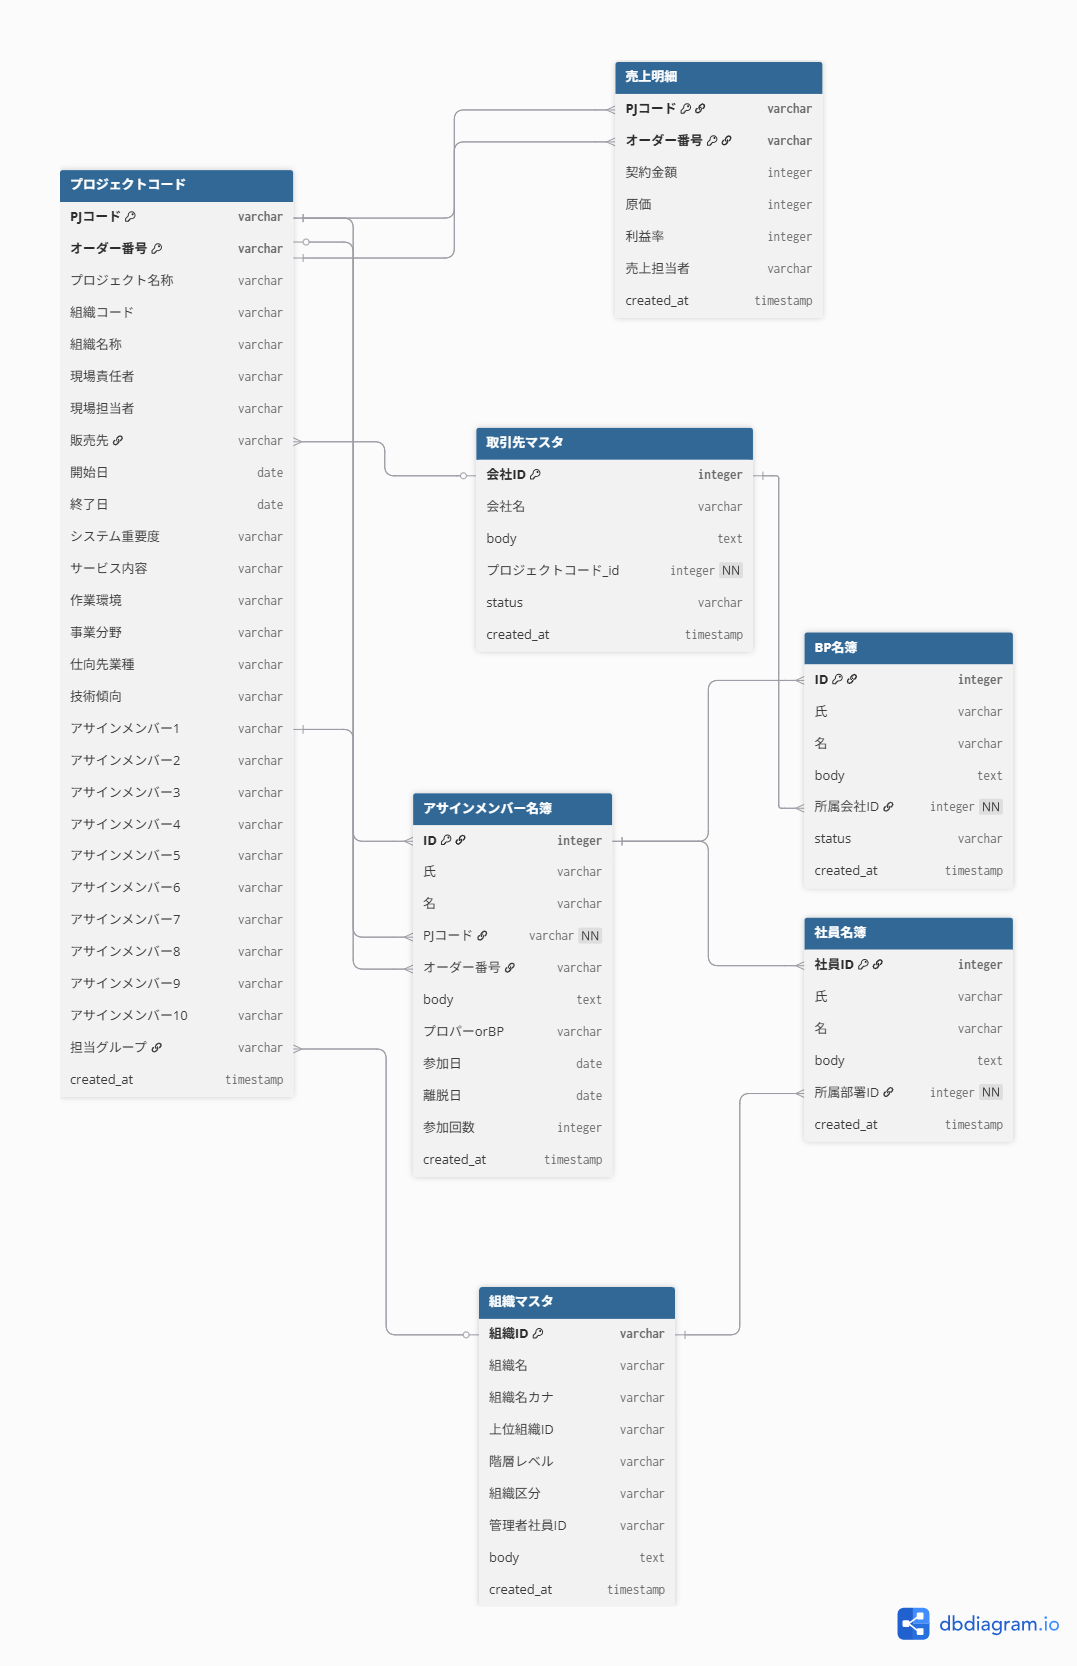 売上明細
PJコード varchar
オーダー番号 varchar
契約金額 integer
原価 integer
利益率 integer
売上担当者 varchar
created_at timestamp
プロジェクトコード
PJコード varchar
オーダー番号 varchar
プロジェクト名称 varchar
組織コード varchar
組織名称 varchar
現場責任者 varchar
現場担当者 varchar
販売先 varchar
開始日 date
終了日 date
システム重要度 varchar
サービス内容 varchar
作業環境 varchar
事業分野 varchar
仕向先業種 varchar
技術傾向 varchar
アサインメンバー1 varchar
アサインメンバー2 varchar
アサインメンバー3 varchar
アサインメンバー4 varchar
アサインメンバー5 varchar
アサインメンバー6 varchar
アサインメンバー7 varchar
アサインメンバー8 varchar
アサインメンバー9 varchar
アサインメンバー10 varchar
担当グループ varchar
created_at timestamp
取引先マスタ
会社ID integer
会社名 varchar
body text
プロジェクトコード_id integer NN
status varchar
created_at timestamp
BP名簿
ID integer
氏 varchar
名 varchar
body text
所属会社ID integer NN
status varchar
created_at timestamp
アサインメンバー名簿
ID integer
氏 varchar
名 varchar
PJコード varchar NN
オーダー番号 varchar
body text
プロパーorBP varchar
参加日 date
離脱日 date
参加回数 integer
created_at timestamp
社員名簿
社員ID integer
氏 varchar
名 varchar
body text
所属部署ID integer NN
created_at timestamp
組織マスタ
組織ID varchar
組織名 varchar
組織名カナ varchar
上位組織ID varchar
階層レベル varchar
組織区分 varchar
管理者社員ID varchar
body text
created_at timestamp
dbdiagram.io